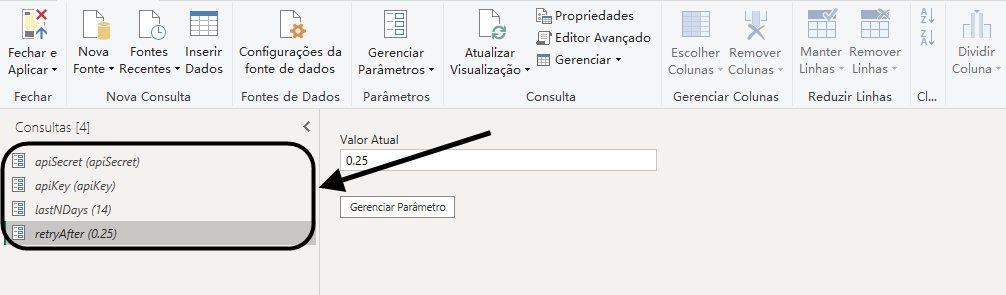 Fechar e
Aplicar
Fechar
Nova
Fonte
Fontes
Recentes
Inserir
Dados
Nova Consulta
Configurações da
fonte de dados
Fontes de Dados
Gerenciar
Parâmetros
Parâmetros
Atualizar
Visualização
Propriedades
Editor Avançado
Gerenciar
Consulta
Escolher
Colunas
Remover
Colunas
Gerenciar Colunas
Manter
Linhas
Remover
Linhas
Reduzir Linhas
A
Z
Z
A
Cl...
Dividir
Coluna
Consultas [4]
apiSecret (apiSecret)
apiKey (apiKey)
lastNDays (14)
retryAfter (0.25)
Valor Atual
0.25
Gerenciar Parâmetro